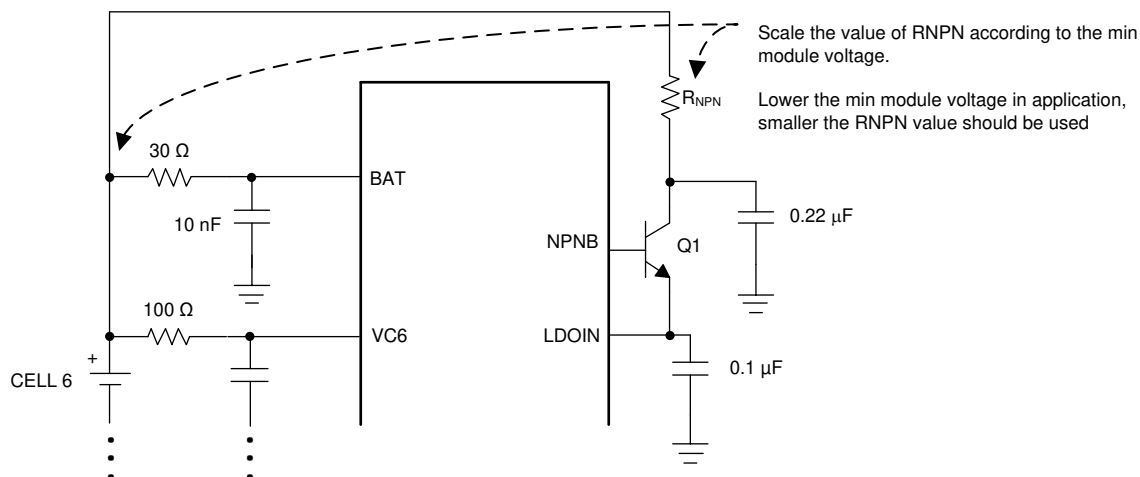 Scale the value of RNPN according to the min
module voltage.
Lower the min module voltage in application,
smaller the RNPN value should be used
RNPN
30 Ω
BAT
10 nF
0.22 µF
NPNB
Q1
100 Ω
VC6
LDOIN
+
CELL 6
0.1 µF